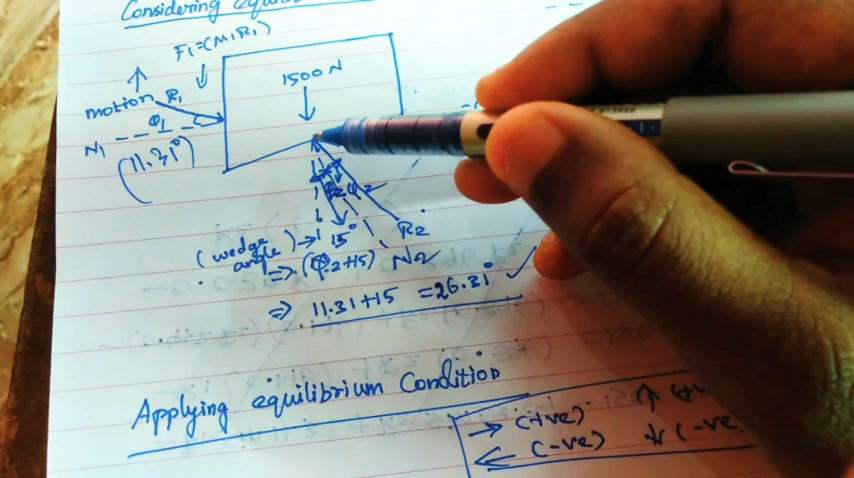 Considering
F1=(M1R1)
1500 N
motion
R1
φ1
N1
(11.31°)
φ2
R2
(wedge angle) → 15°
⇒ (φ2+15)
N2
⇒ 11.31+15 = 26.31° ✓
Applying equilibrium Condition
→ (+ve)
← (-ve)
↑ (+v
↓ (-ve)